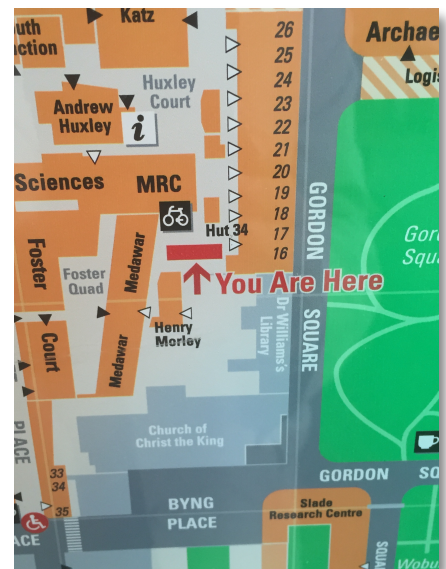 Katz
outh
ction
26
25
24
23
22
21
20
19
18
17
16
Archae
Logis
Huxley
Court
Andrew
Huxley
i
Sciences
MRC
Hut 34
GORDON
SQUARE
Gor
Squ
Foster
Court
Foster
Quad
Medawar
Medawar
You Are Here
Henry
Morley
Dr Williams's
Library
Church of
Christ the King
PLACE
33
34
35
ACE
BYNG
PLACE
GORDON
SQ
Slade
Research Centre
SQUA
Wobu